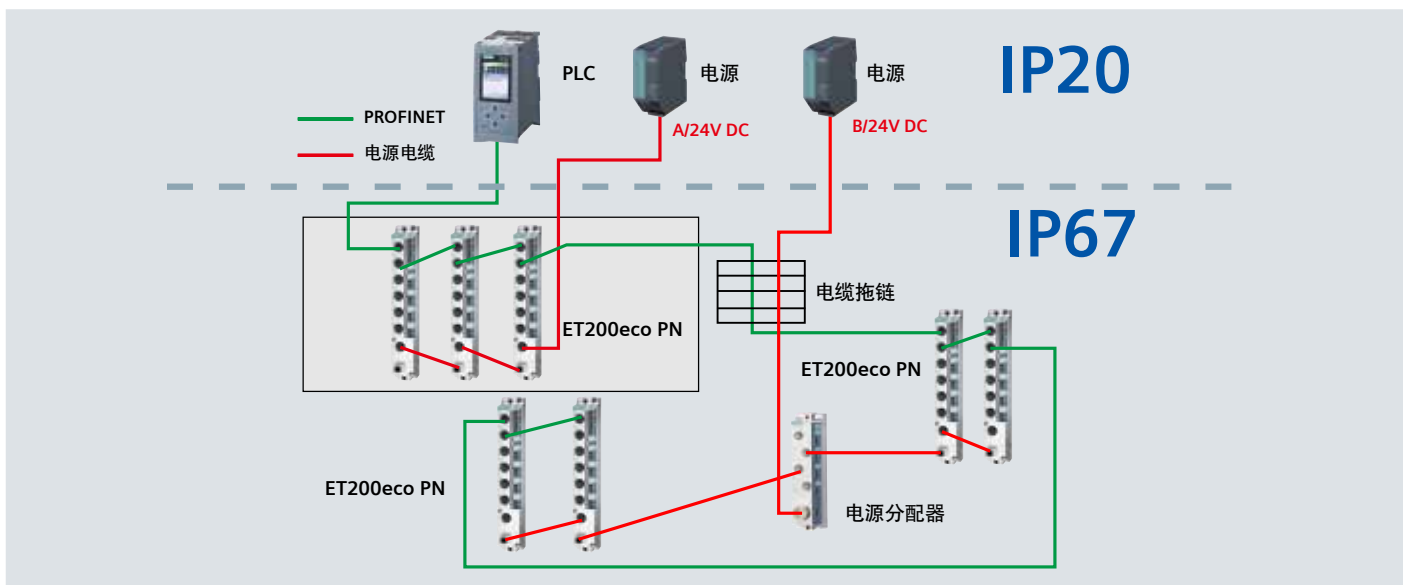 IP20
PLC
电源
电源
A/24V DC
B/24V DC
PROFINET
电源电缆
IP67
电缆拖链
ET200eco PN
ET200eco PN
ET200eco PN
电源分配器